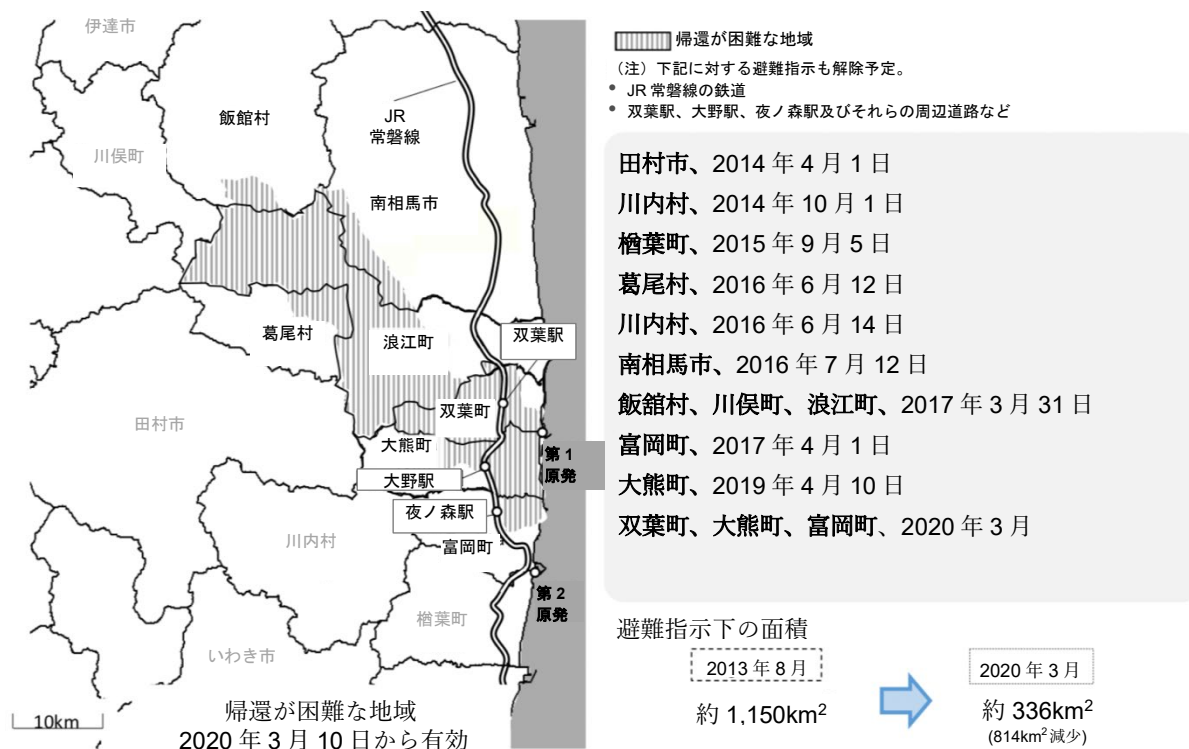 伊達市
飯館村
JR
常磐線
川俣町
南相馬市
葛尾村
浪江町
双葉駅
双葉町
田村市
大熊町
第1
原発
大野駅
夜ノ森駅
川内村
富岡町
第2
原発
楢葉町
いわき市
10km
帰還が困難な地域
2020年3月10日から有効
帰還が困難な地域
（注）下記に対する避難指示も解除予定。
• JR常磐線の鉄道
• 双葉駅、大野駅、夜ノ森駅及びそれらの周辺道路など
田村市、2014年4月1日
川内村、2014年10月1日
楢葉町、2015年9月5日
葛尾村、2016年6月12日
川内村、2016年6月14日
南相馬市、2016年7月12日
飯舘村、川俣町、浪江町、2017年3月31日
富岡町、2017年4月1日
大熊町、2019年4月10日
双葉町、大熊町、富岡町、2020年3月
避難指示下の面積
2013年8月
約1,150km²
2020年3月
約336km²
(814km²減少)